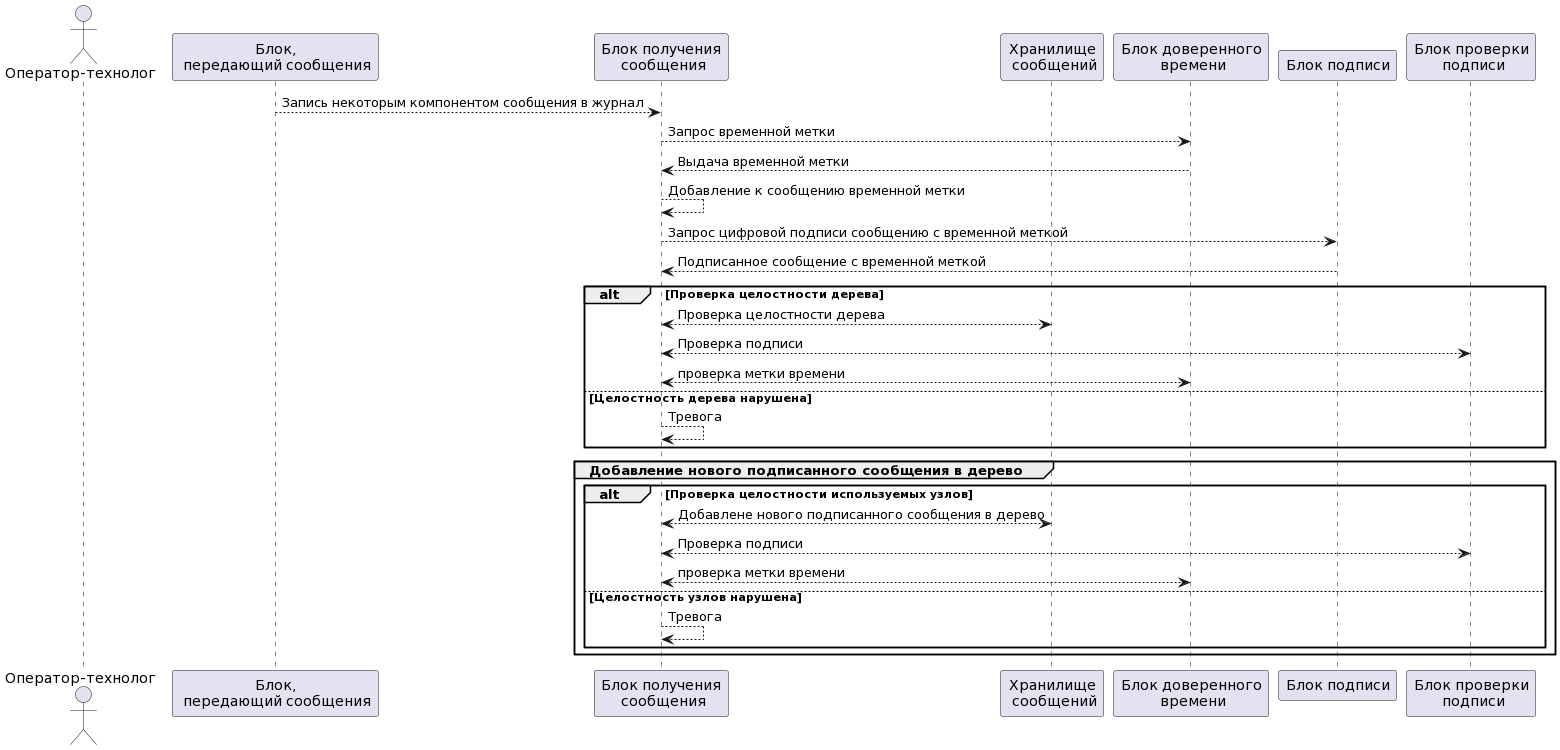 Оператор-технолог
Блок,
передающий сообщения
Блок получения
сообщения
Хранилище
сообщений
Блок доверенного
времени
Блок подписи
Блок проверки
подписи
Запись некоторым компонентом сообщения в журнал
Запрос временной метки
Выдача временной метки
Добавление к сообщению временной метки
Запрос цифровой подписи сообщению с временной меткой
Подписанное сообщение с временной меткой
alt [Проверка целостности дерева]
Проверка целостности дерева
Проверка подписи
проверка метки времени
[Целостность дерева нарушена]
Тревога
Добавление нового подписанного сообщения в дерево
alt [Проверка целостности используемых узлов]
Добавлене нового подписанного сообщения в дерево
Проверка подписи
проверка метки времени
[Целостность узлов нарушена]
Тревога
Оператор-технолог
Блок,
передающий сообщения
Блок получения
сообщения
Хранилище
сообщений
Блок доверенного
времени
Блок подписи
Блок проверки
подписи